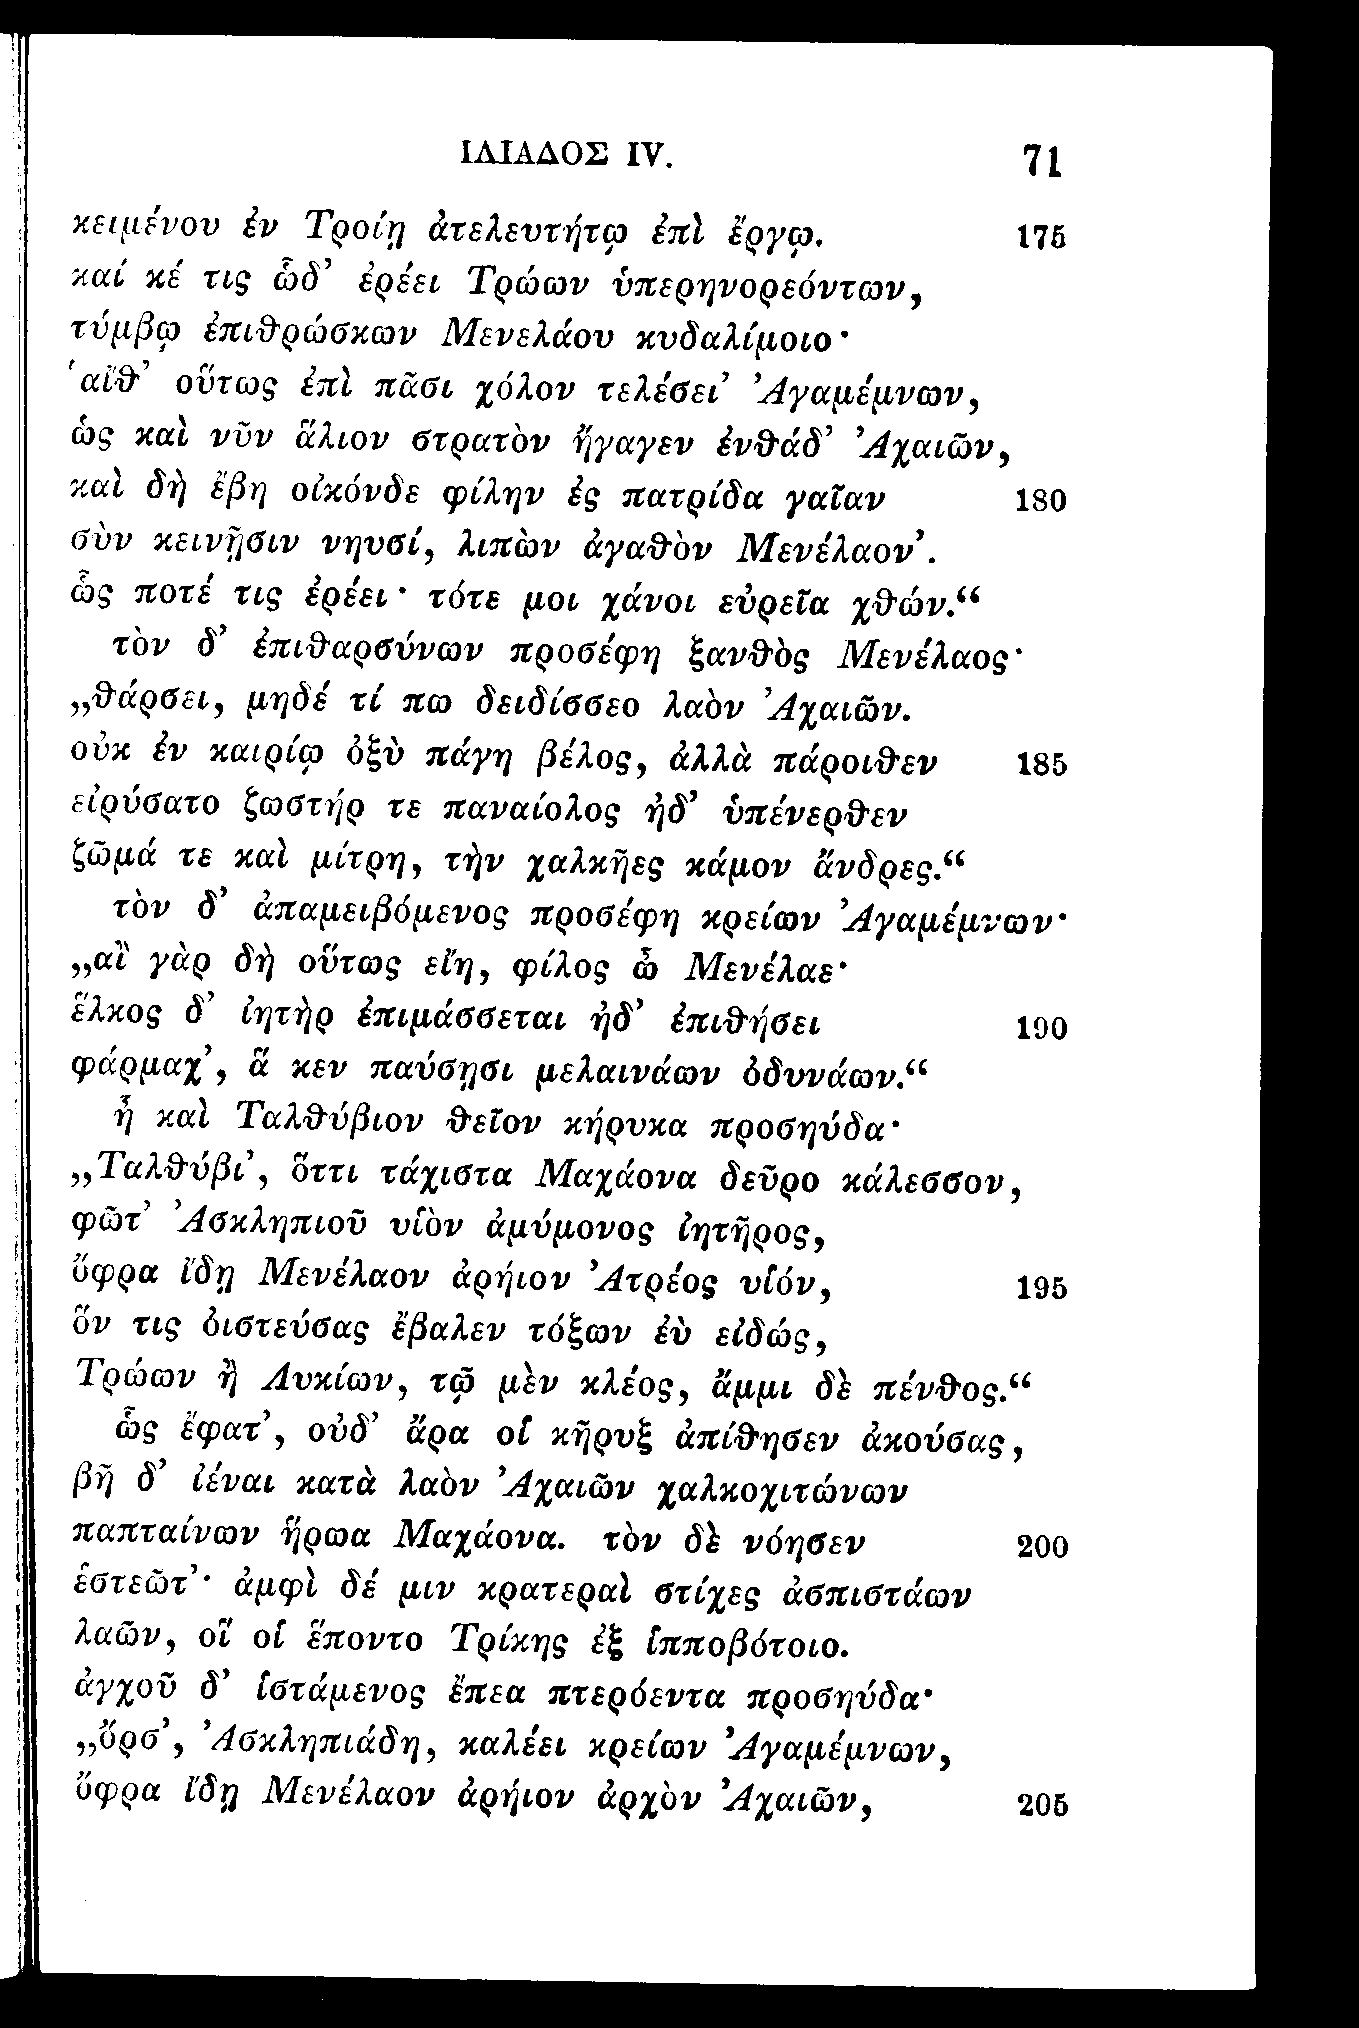 ΙΛΙΑΔΟΣ IV. 71
κειμένου ἐν Τροίῃ ἀτελευτήτῳ ἐπὶ ἔργῳ. 175
καί κέ τις ὧδ’ ἐρέει Τρώων ὑπερηνορεόντων,
τύμβῳ ἐπιθρώσκων Μενελάου κυδαλίμοιο·
‘αἴθ’ οὕτως ἐπὶ πᾶσι χόλον τελέσει’ Ἀγαμέμνων,
ὡς καὶ νῦν ἅλιον στρατὸν ἤγαγεν ἐνθάδ’ Ἀχαιῶν,
καὶ δὴ ἔβη οἰκόνδε φίλην ἐς πατρίδα γαῖαν 180
σὺν κεινῇσιν νηυσί, λιπὼν ἀγαθὸν Μενέλαον’.
ὧς ποτέ τις ἐρέει· τότε μοι χάνοι εὐρεῖα χθών.“
τὸν δ’ ἐπιθαρσύνων προσέφη ξανθὸς Μενέλαος·
„θάρσει, μηδέ τί πω δειδίσσεο λαὸν Ἀχαιῶν.
οὐκ ἐν καιρίῳ ὀξὺ πάγη βέλος, ἀλλὰ πάροιθεν 185
εἰρύσατο ζωστήρ τε παναίολος ἠδ’ ὑπένερθεν
ζῶμά τε καὶ μίτρη, τὴν χαλκῆες κάμον ἄνδρες.“
τὸν δ’ ἀπαμειβόμενος προσέφη κρείων Ἀγαμέμνων·
„αἲ γὰρ δὴ οὕτως εἴη, φίλος ὦ Μενέλαε·
ἕλκος δ’ ἰητὴρ ἐπιμάσσεται ἠδ’ ἐπιθήσει 190
φάρμαχ’, ἅ κεν παύσῃσι μελαινάων ὀδυνάων.“
ἦ καὶ Ταλθύβιον θεῖον κήρυκα προσηύδα·
„Ταλθύβι’, ὅττι τάχιστα Μαχάονα δεῦρο κάλεσσον,
φῶτ’ Ἀσκληπιοῦ υἱὸν ἀμύμονος ἰητῆρος,
ὄφρα ἴδῃ Μενέλαον ἀρήιον Ἀτρέος υἱόν, 195
ὅν τις ὀιστεύσας ἔβαλεν τόξων ἐὺ εἰδώς,
Τρώων ἢ Λυκίων, τῷ μὲν κλέος, ἄμμι δὲ πένθος.“
ὧς ἔφατ’, οὐδ’ ἄρα οἱ κῆρυξ ἀπίθησεν ἀκούσας,
βῆ δ’ ἰέναι κατὰ λαὸν Ἀχαιῶν χαλκοχιτώνων
παπταίνων ἥρωα Μαχάονα. τὸν δὲ νόησεν 200
ἑστεῶτ’· ἀμφὶ δέ μιν κρατεραὶ στίχες ἀσπιστάων
λαῶν, οἵ οἱ ἕποντο Τρίκης ἐξ ἱπποβότοιο.
ἀγχοῦ δ’ ἱστάμενος ἔπεα πτερόεντα προσηύδα·
„ὄρσ’, Ἀσκληπιάδη, καλέει κρείων Ἀγαμέμνων,
ὄφρα ἴδῃ Μενέλαον ἀρήιον ἀρχὸν Ἀχαιῶν, 205